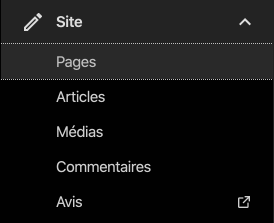 Site
Pages
Articles
Médias
Commentaires
Avis